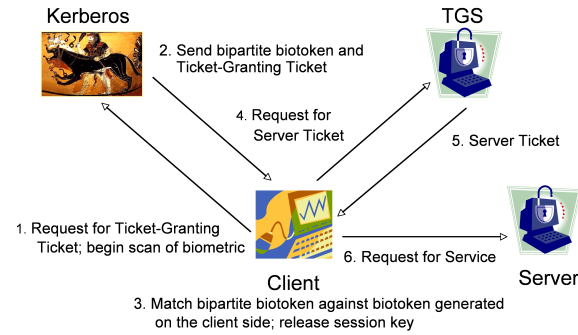 Kerberos
TGS
2. Send bipartite biotoken and
Ticket-Granting Ticket
4. Request for
Server Ticket
5. Server Ticket
1. Request for Ticket-Granting
Ticket; begin scan of biometric
6. Request for Service
Client
Server
3. Match bipartite biotoken against biotoken generated
on the client side; release session key